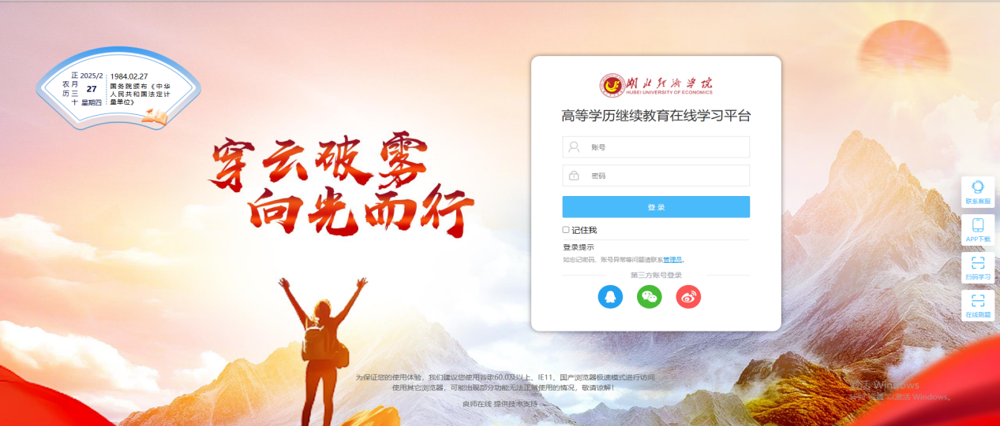 正 2025/2
农 月
27
历 三
十 星期四
1984.02.27
国务院颁布《中华
人民共和国法定计
量单位》
穿云破雾
向光而行
湖北经济学院
HUBEI UNIVERSITY OF ECONOMICS
高等学历继续教育在线学习平台
账号
密码
登 录
记住我
登录提示
如忘记密码、账号异常等问题请联系管理员。
第三方账号登录
联系客服
APP下载
扫码学习
在线刷题
为保证您的使用体验，我们建议您使用谷歌60.0及以上、IE11、国产浏览器极速模式进行访问
使用其它浏览器，可能出现部分功能无法正常使用的情况，敬请谅解！
良师在线 提供技术支持
激活 Windows
转到"设置"以激活 Windows。